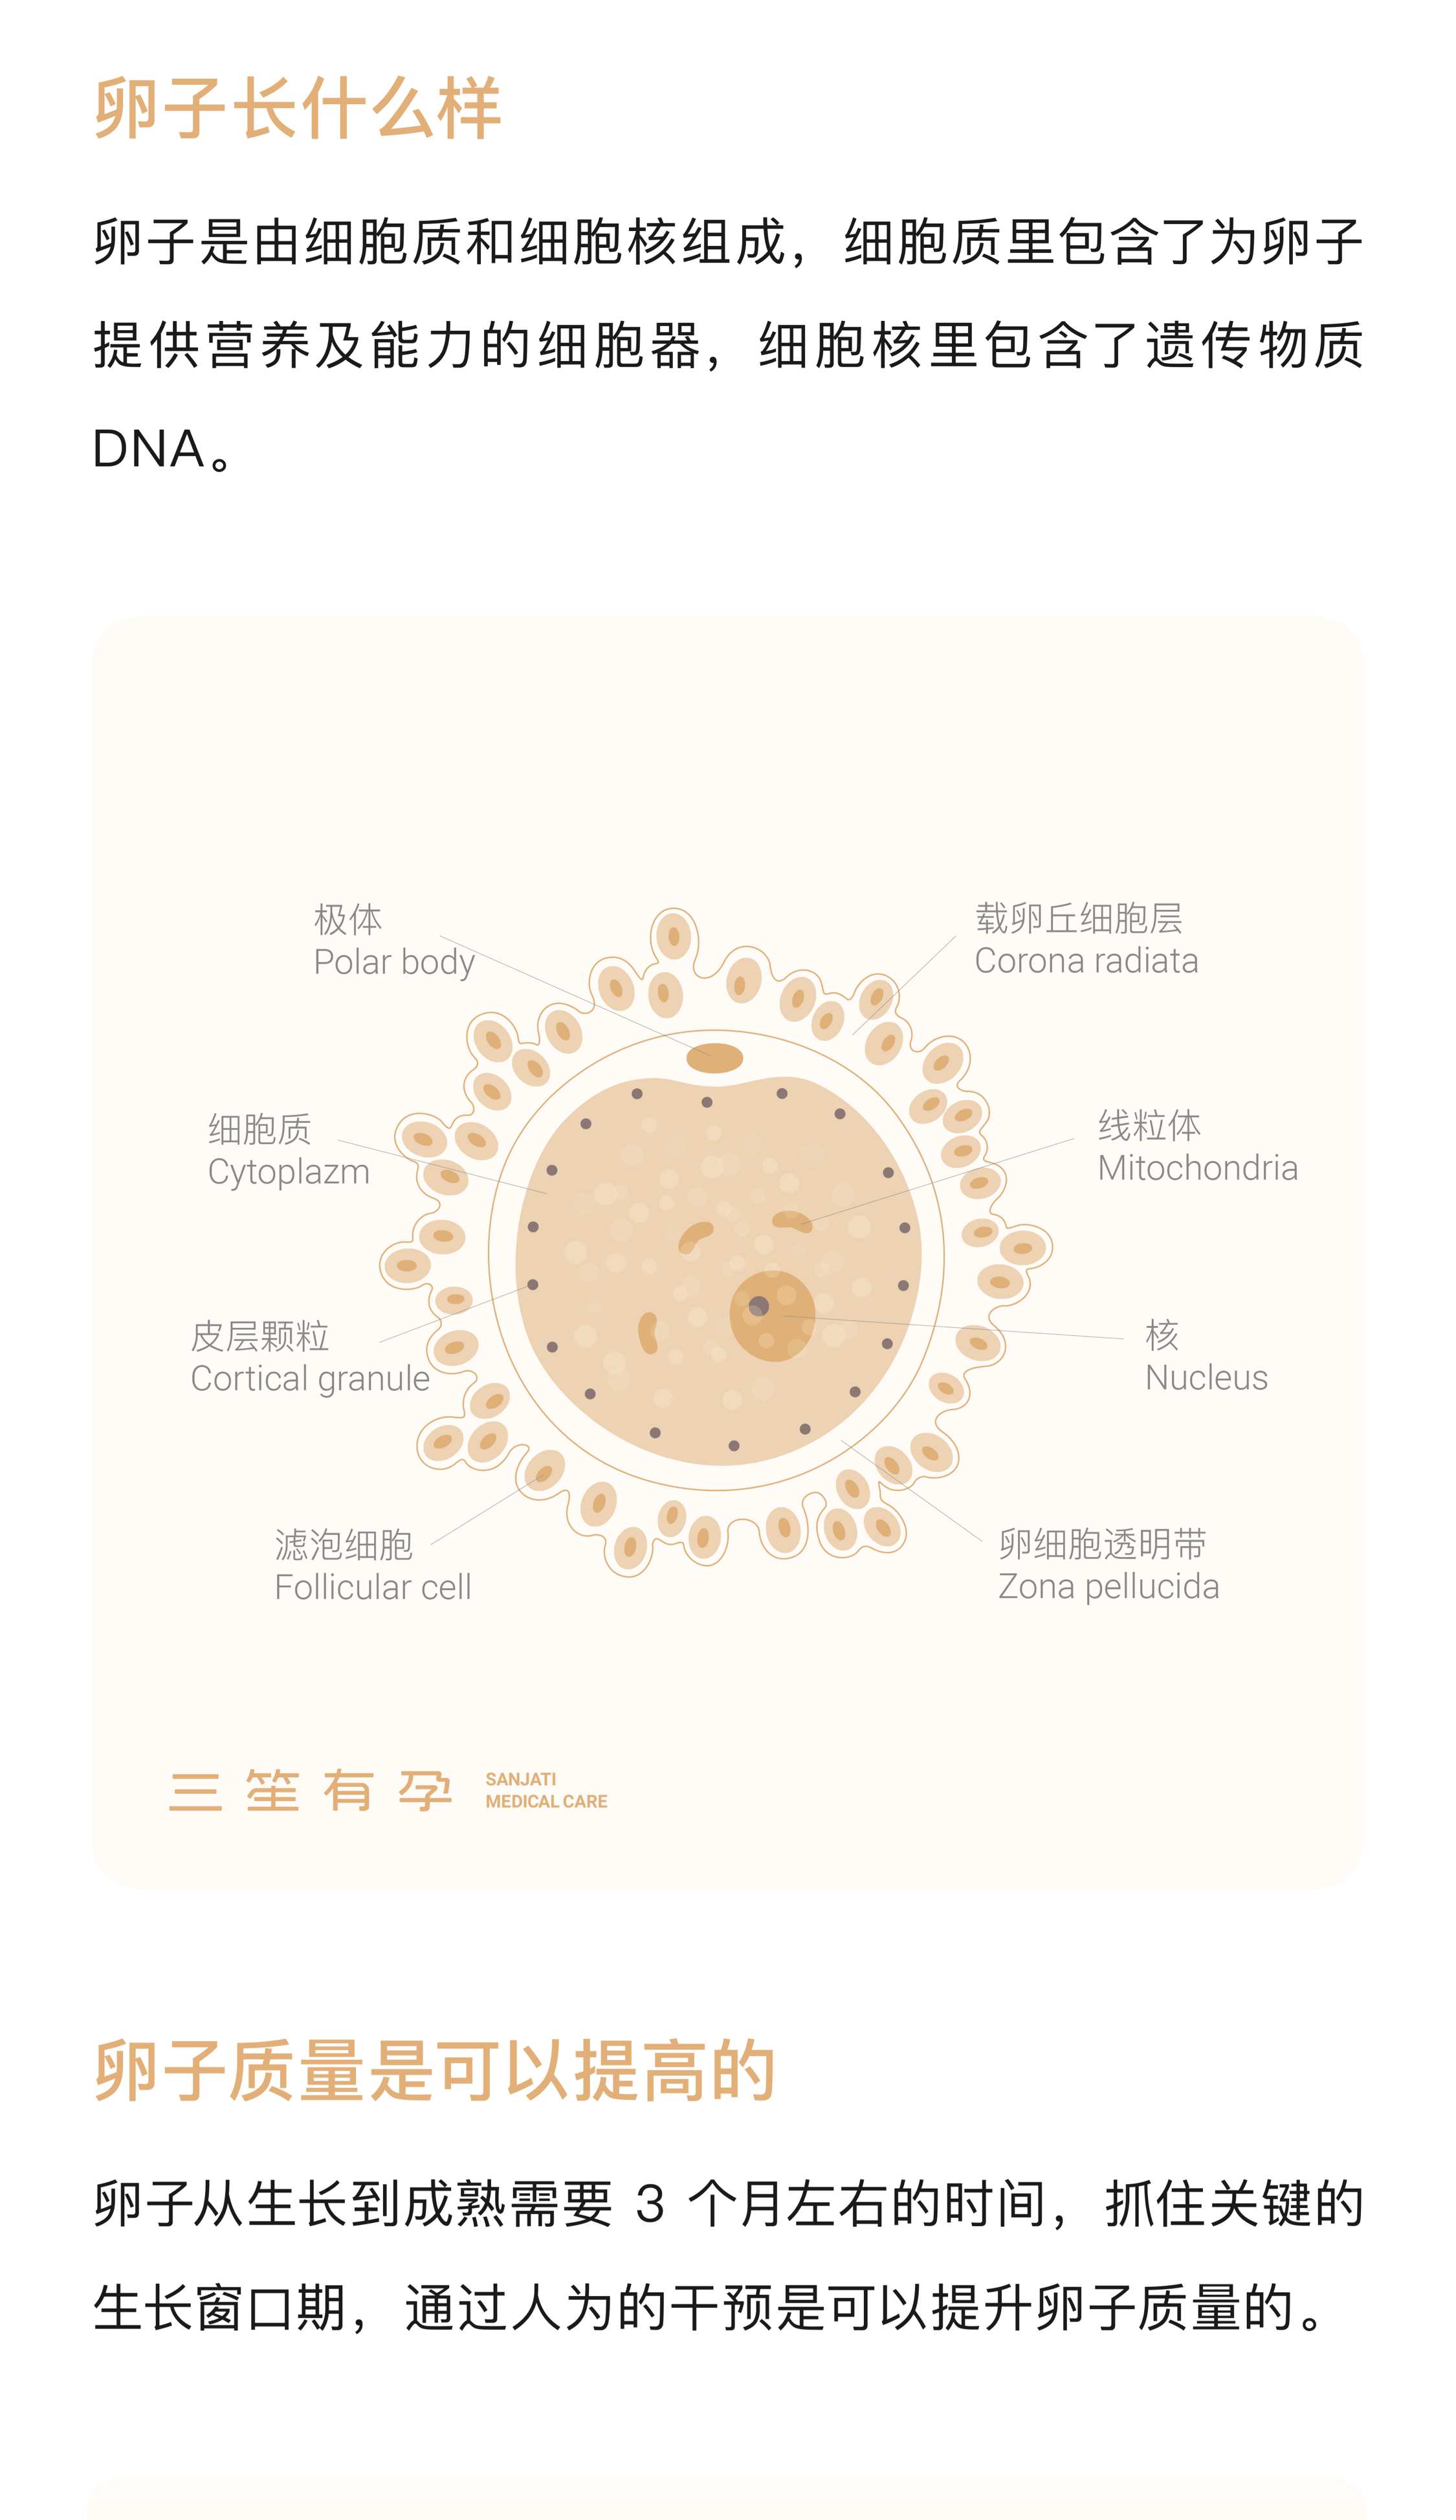 卵子长什么样
卵子是由细胞质和细胞核组成，细胞质里包含了为卵子
提供营养及能力的细胞器，细胞核里包含了遗传物质
DNA。
极体
Polar body
载卵丘细胞层
Corona radiata
细胞质
Cytoplazm
线粒体
Mitochondria
皮层颗粒
Cortical granule
核
Nucleus
滤泡细胞
Follicular cell
卵细胞透明带
Zona pellucida
三笙有孕
SANJATI
MEDICAL CARE
卵子质量是可以提高的
卵子从生长到成熟需要 3 个月左右的时间，抓住关键的
生长窗口期，通过人为的干预是可以提升卵子质量的。